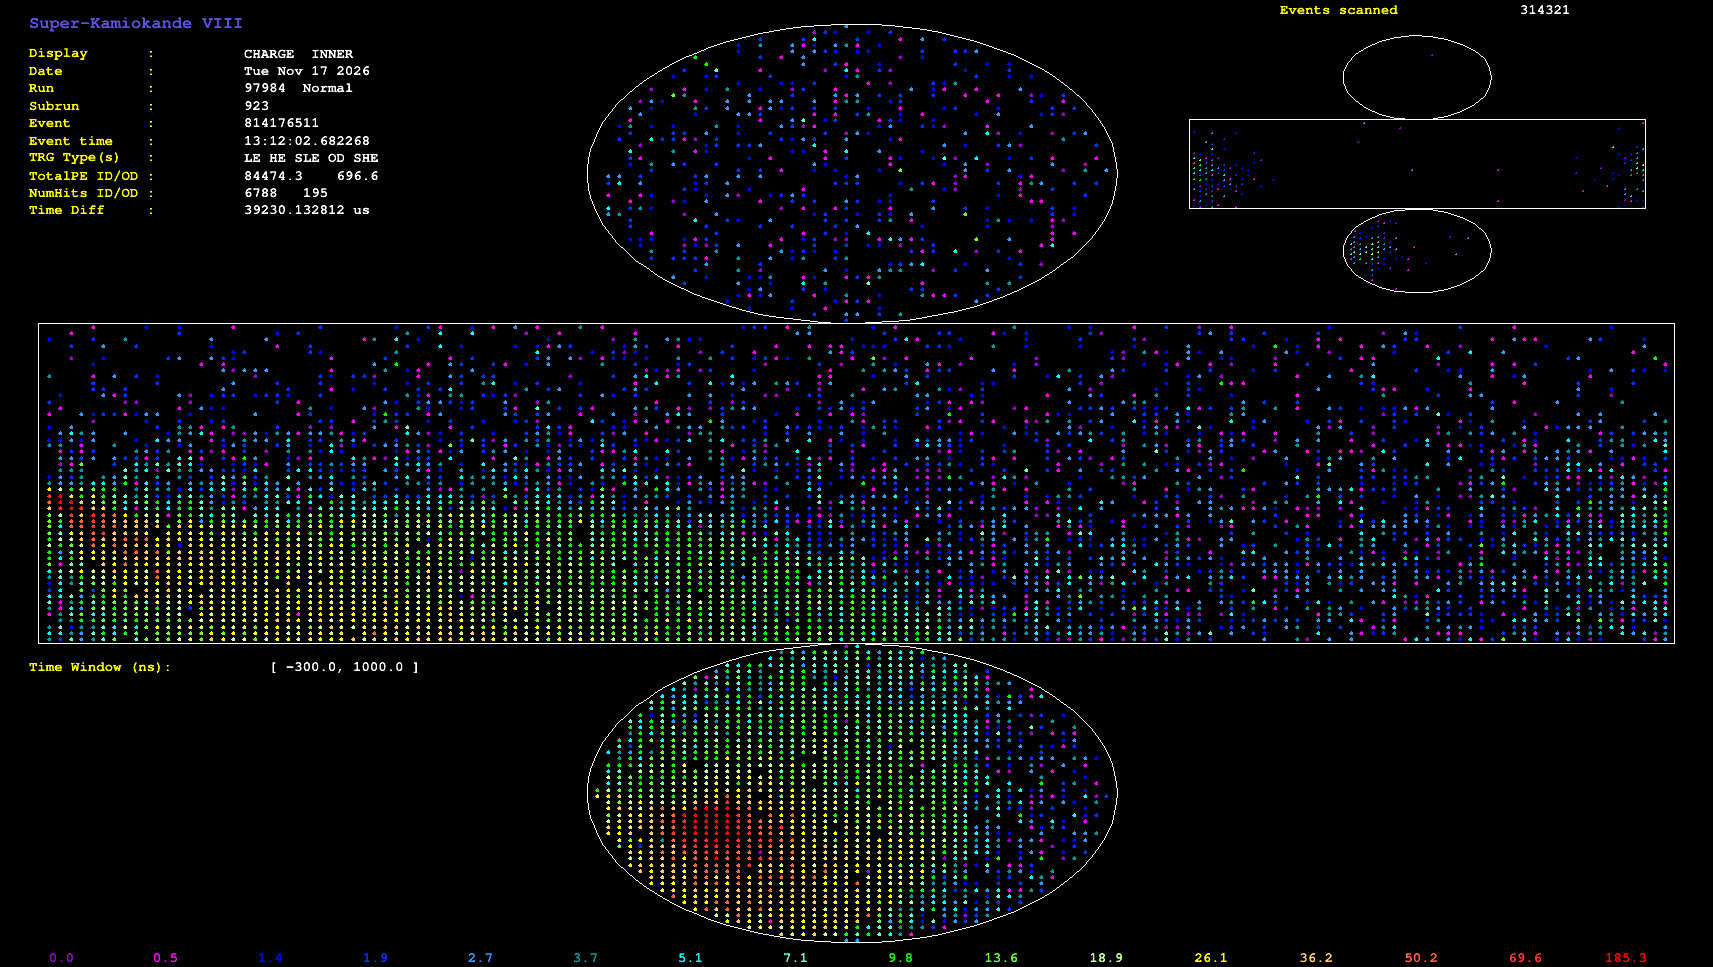 Super-Kamiokande VIII
Display : CHARGE INNER
Date : Tue Nov 17 2026
Run : 97984 Normal
Subrun : 923
Event : 814176511
Event time : 13:12:02.682268
TRG Type(s) : LE HE SLE OD SHE
TotalPE ID/OD : 84474.3 696.6
NumHits ID/OD : 6788 195
Time Diff : 39230.132812 us
Events scanned 314321
Time Window (ns): [ -300.0, 1000.0 ]
0.0 0.5 1.4 1.9 2.7 3.7 5.1 7.1 9.8 13.6 18.9 26.1 36.2 50.2 69.6 185.3